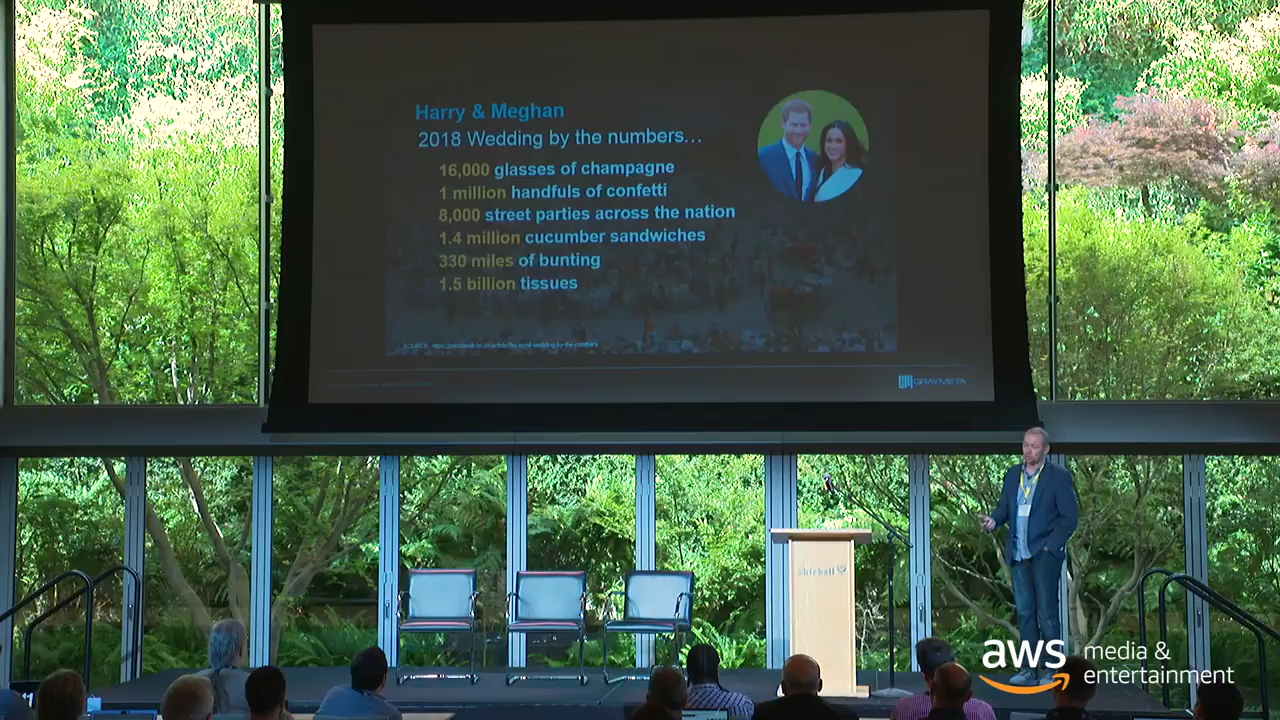 Harry & Meghan
2018 Wedding by the numbers…
16,000 glasses of champagne
1 million handfuls of confetti
8,000 street parties across the nation
1.4 million cucumber sandwiches
330 miles of bunting
1.5 billion tissues
GRAYMETA
skirball
aws media &
entertainment